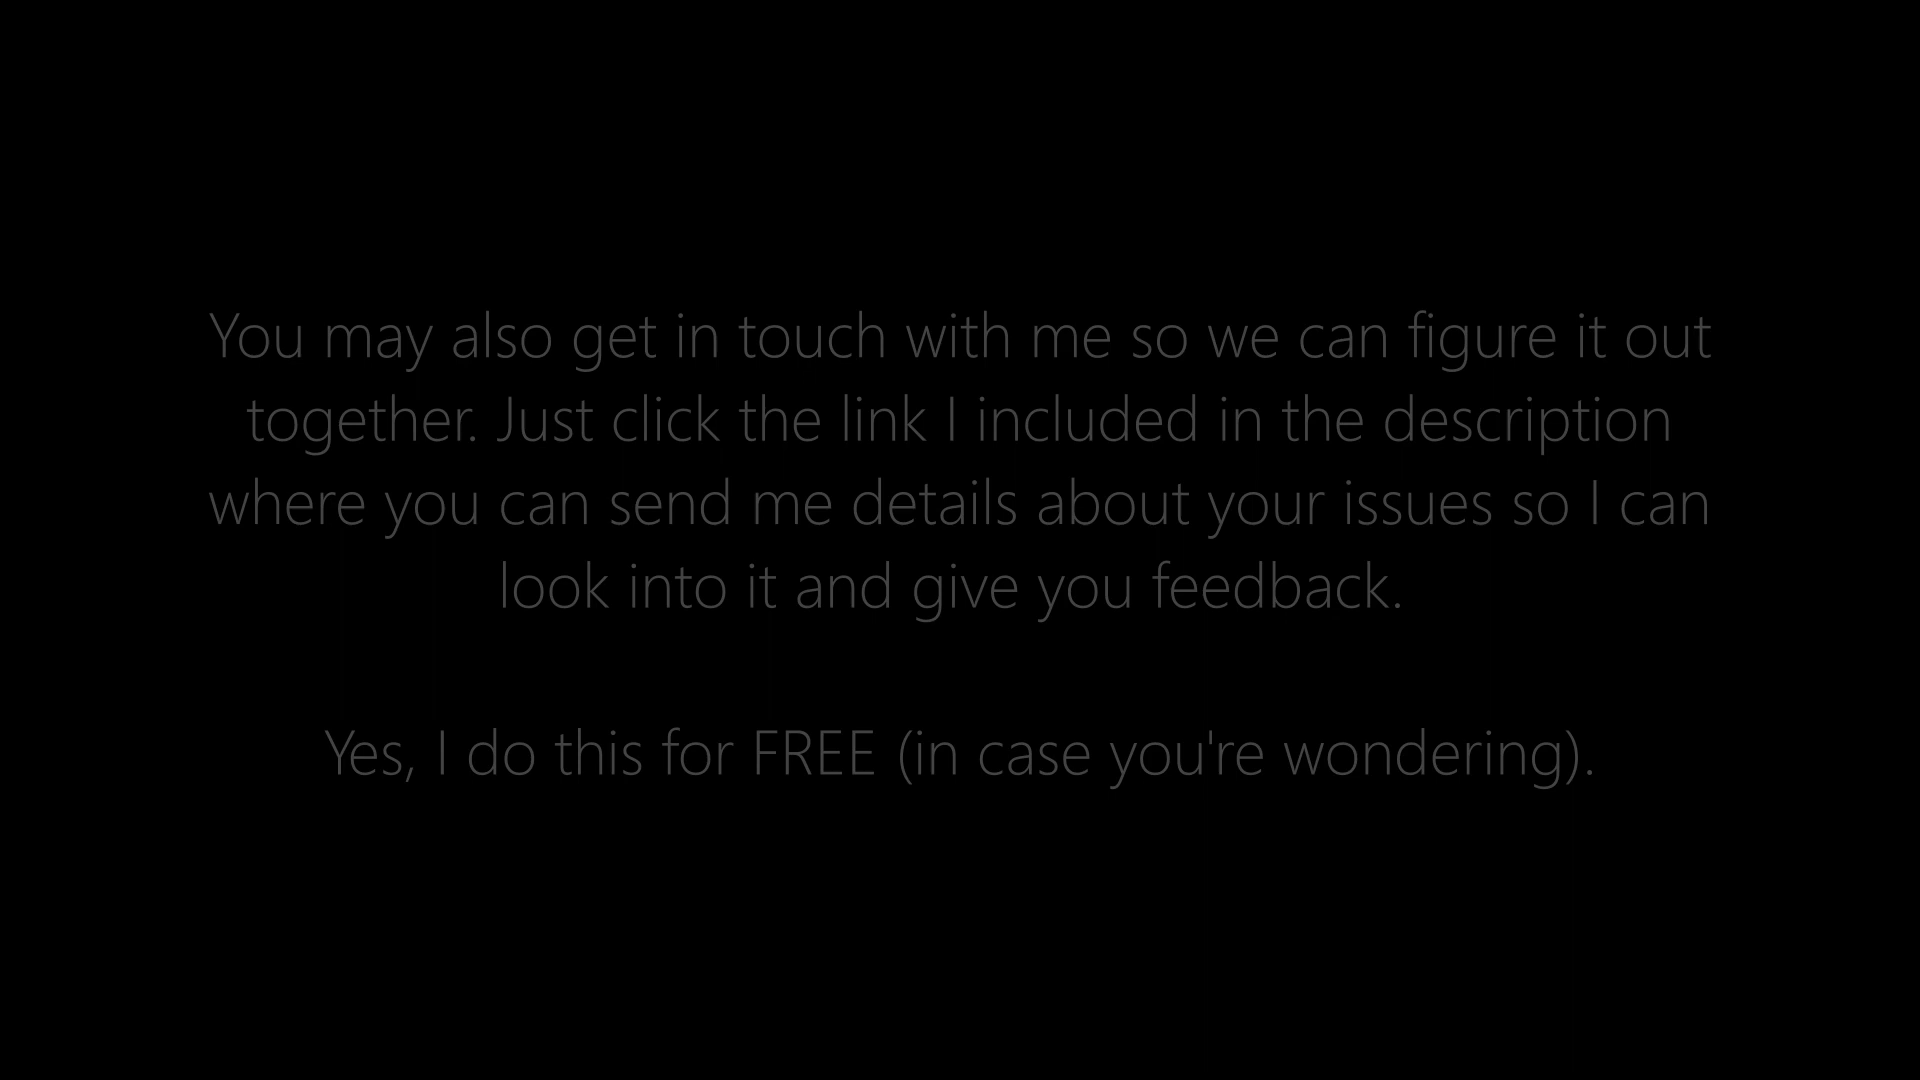 You may also get in touch with me so we can figure it out
together. Just click the link I included in the description
where you can send me details about your issues so I can
look into it and give you feedback.
Yes, I do this for FREE (in case you're wondering).